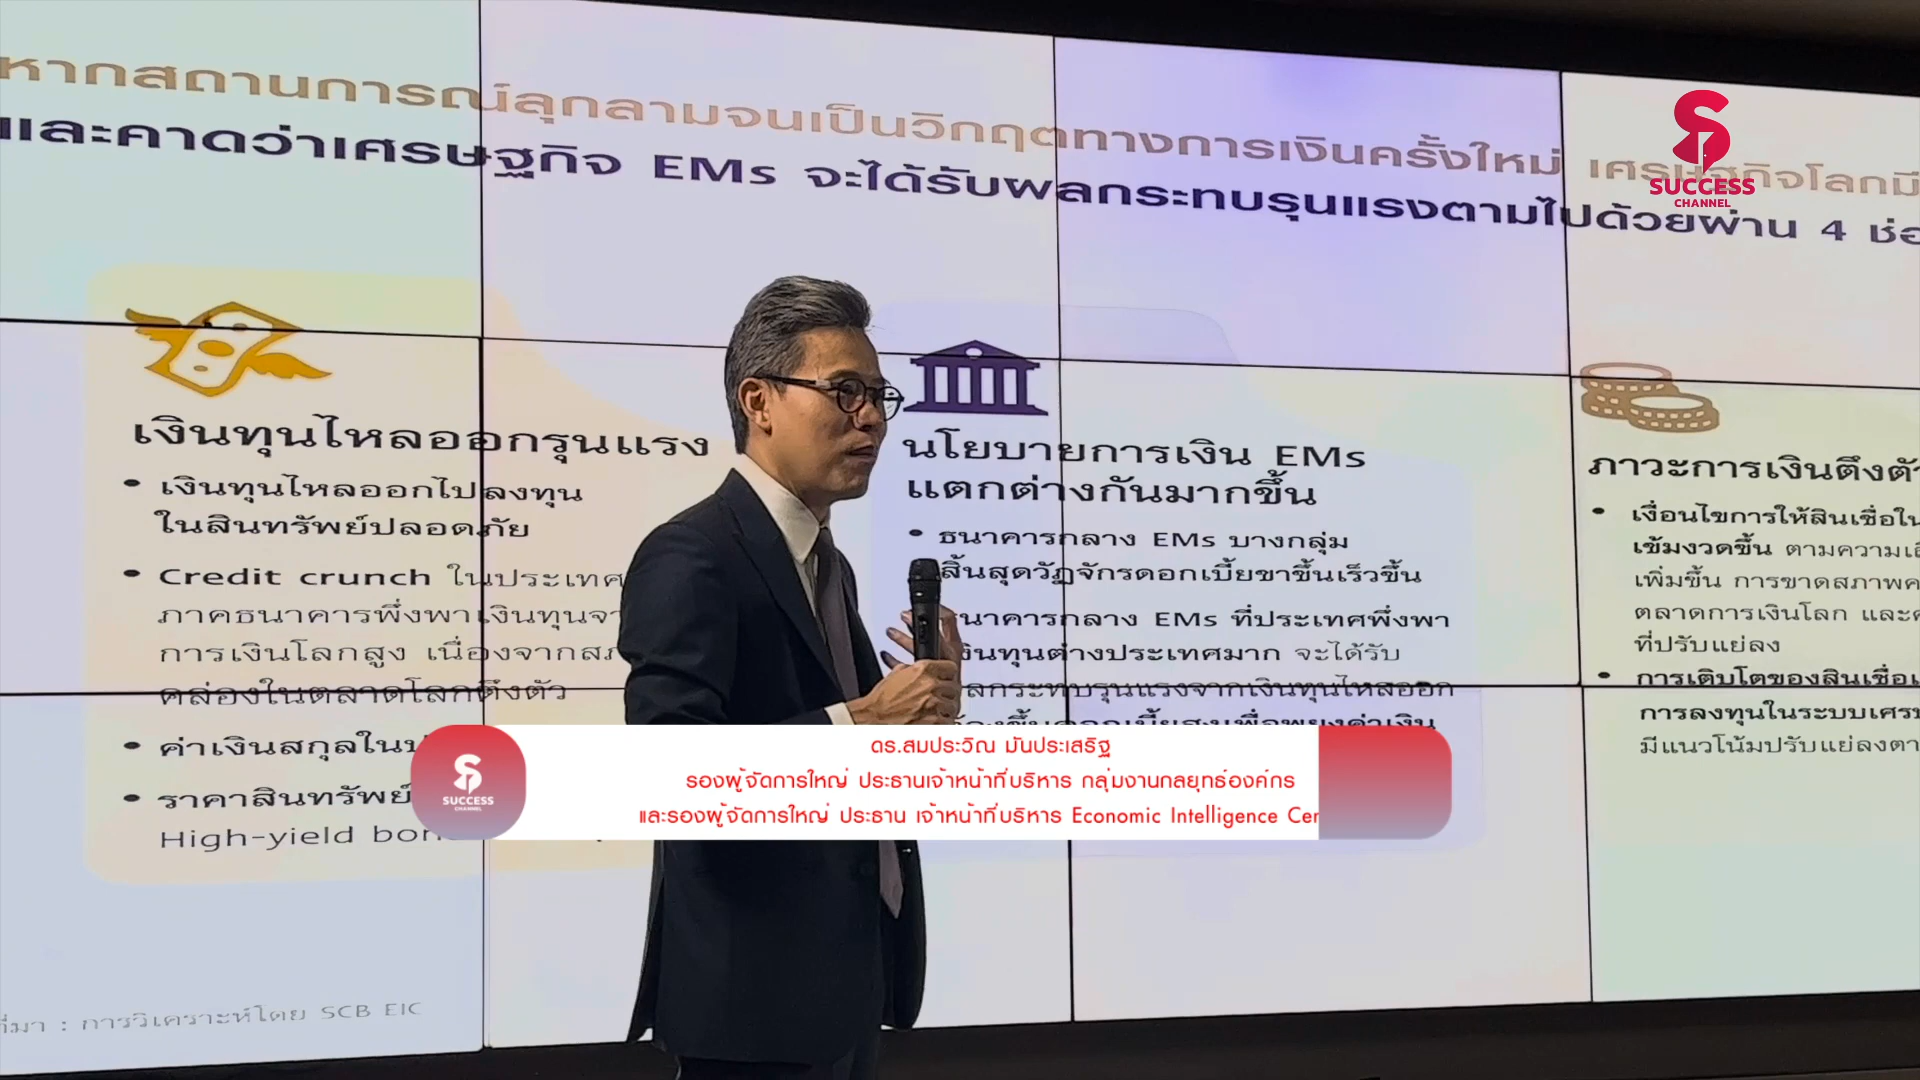 หากสถานการณ์ลุกลามจนเป็นวิกฤตทางการเงินครั้งใหม่ เศรษฐกิจโลกมี
และคาดว่าเศรษฐกิจ EMs จะได้รับผลกระทบรุนแรงตามไปด้วยผ่าน 4
SUCCESS
CHANNEL
เงินทุนไหลออกรุนแรง
• เงินทุนไหลออกไปลงทุน
ในสินทรัพย์ปลอดภัย
• Credit crunch ในประเทศ
ภาคธนาคารพึ่งพาเงินทุน
การเงินโลกสูง เนื่องจาก
คล่องในตลาดโลกตึงตัว
• ค่าเงินสกุลใน
• ราคาสินทรัพย์
High-yield
นโยบายการเงิน EMs
แตกต่างกันมากขึ้น
• ธนาคารกลาง EMs บางกลุ่ม
สิ้นสุดวัฏจักรดอกเบี้ยขาขึ้นเร็วขึ้น
ธนาคารกลาง EMs ที่ประเทศพึ่งพา
เงินทุนต่างประเทศมาก จะได้รับ
ผลกระทบรุนแรงจากเงินทุนไหลออก
ภาวะการเงินตึงตัว
• เงื่อนไขการให้สินเชื่อใน
เข้มงวดขึ้น
เพิ่มขึ้น
ตลาดการเงินโลก
ที่ปรับแย่ลง
• การเติบโตของสินเชื่อ
การลงทุนในระบบ
มีแนวโน้มปรับแย่ลง
SUCCESS
CHANNEL
ดร.สมประวิณ มันประเสริฐ
รองผู้จัดการใหญ่ ประธานเจ้าหน้าที่บริหาร กลุ่มงานกลยุทธ์องค์กร
และรองผู้จัดการใหญ่ ประธาน เจ้าหน้าที่บริหาร Economic Intelligence Cer
ที่มา : การวิเคราะห์โดย SCB EIC